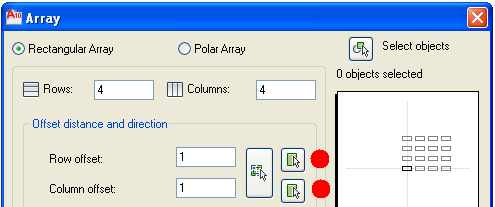 A10 Array
Rectangular Array Polar Array Select objects
0 objects selected
Rows: 4 Columns: 4
Offset distance and direction
Row offset: 1
Column offset: 1